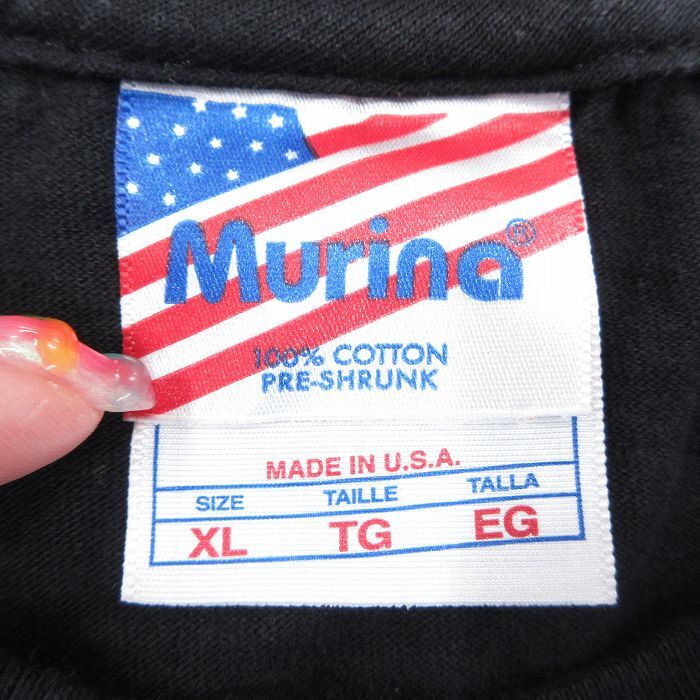 Murina®
100% COTTON
PRE-SHRUNK
MADE IN U.S.A.
SIZE TAILLE TALLA
XL TG EG